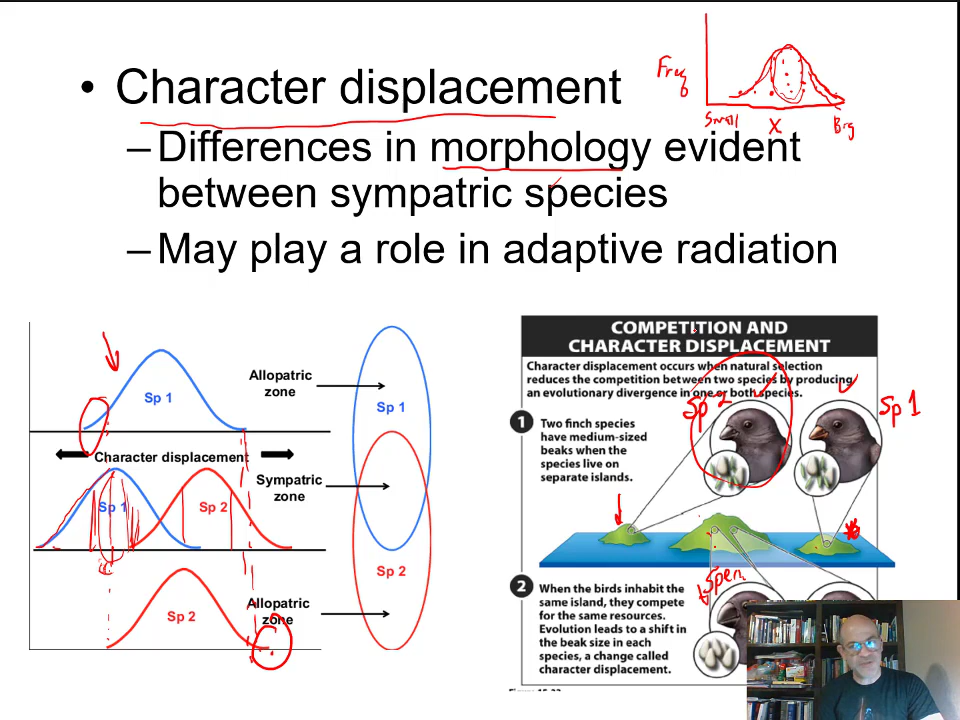 • Character displacement
–Differences in morphology evident
between sympatric species
–May play a role in adaptive radiation
Freq
Small
X
Big
Sp 1
Allopatric
zone
Sp 1
Character displacement
Sp 1
Sp 2
Sympatric
zone
Sp 2
Sp 2
Allopatric
zone
COMPETITION AND
CHARACTER DISPLACEMENT
Character displacement occurs when natural selection
reduces the competition between two species by producing
an evolutionary divergence in one or both species.
Sp 2
Sp 1
1 Two finch species
have medium-sized
beaks when the
species live on
separate islands.
2 When the birds inhabit the
same island, they compete
for the same resources.
Evolution leads to a shift in
the beak size in each
species, a change called
character displacement.